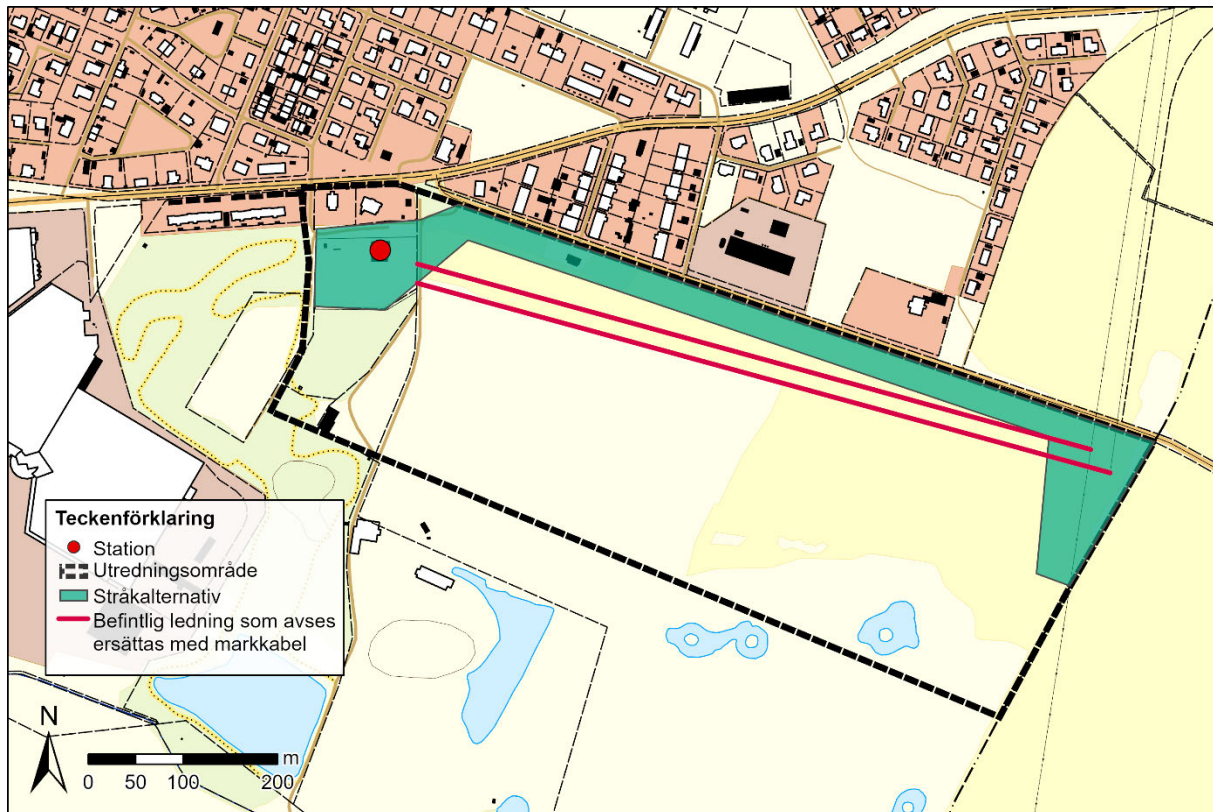 Teckenförklaring
Station
Utredningsområde
Stråkalternativ
Befintlig ledning som avses
ersättas med markkabel
N
m
0 50 100 200